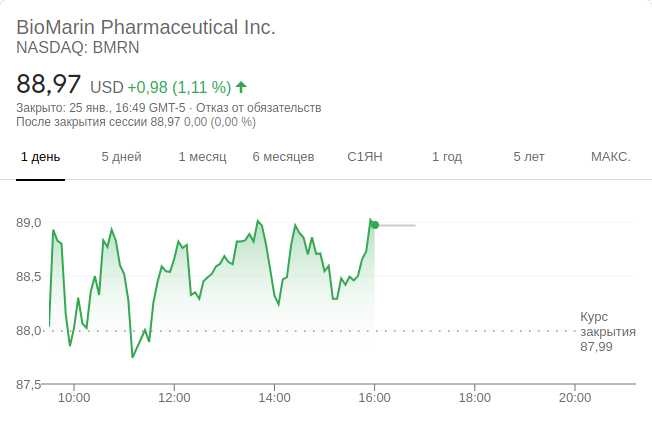 BioMarin Pharmaceutical Inc.
NASDAQ: BMRN
88,97 USD +0,98 (1,11 %)
Закрыто: 25 янв., 16:49 GMT-5 · Отказ от обязательств
После закрытия сессии 88,97 0,00 (0,00 %)
1 день 5 дней 1 месяц 6 месяцев С1ЯН 1 год 5 лет МАКС.
89,0
88,5
88,0
87,5
Курс
закрытия
87,99
10:00 12:00 14:00 16:00 18:00 20:00